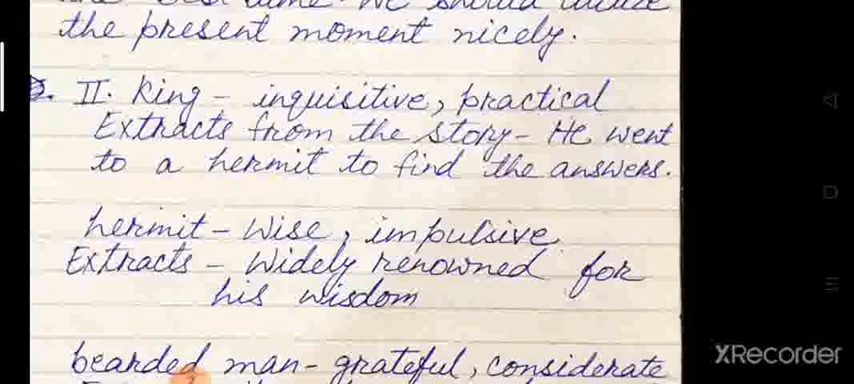 the present moment nicely.
2. II. King - inquisitive, practical
Extracts from the story - He went
to a hermit to find the answers.
hermit - Wise, impulsive
Extracts - Widely renowned for
his wisdom
bearded man - grateful, considerate
XRecorder